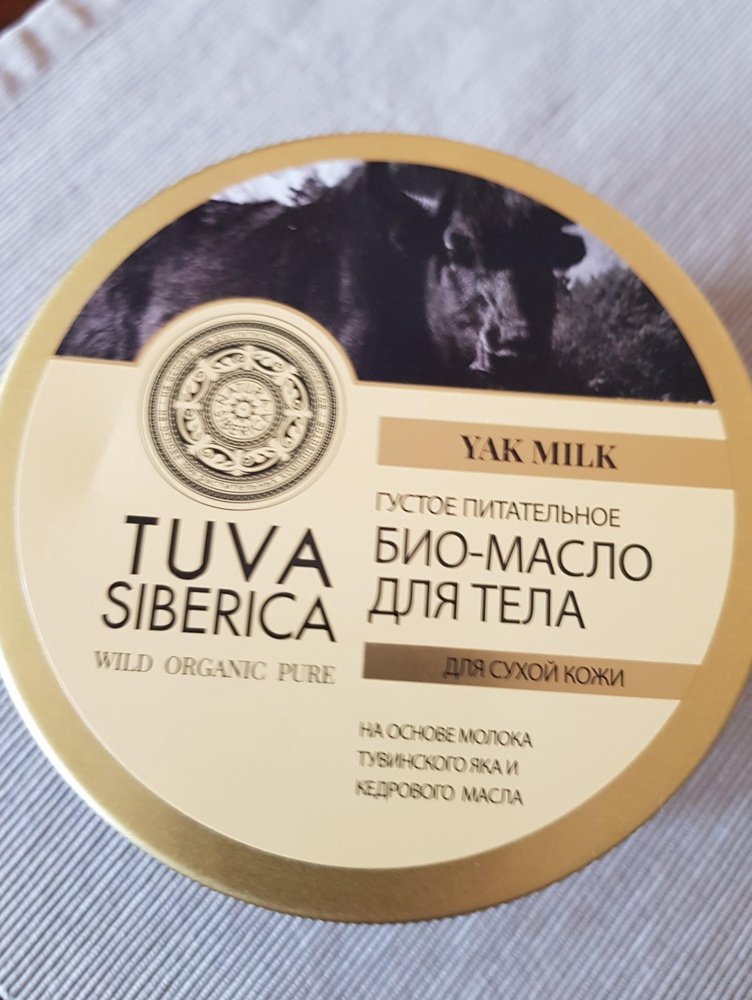 TUVA
SIBERICA
WILD ORGANIC PURE
YAK MILK
ГУСТОЕ ПИТАТЕЛЬНОЕ
БИО-МАСЛО
ДЛЯ ТЕЛА
ДЛЯ СУХОЙ КОЖИ
НА ОСНОВЕ МОЛОКА
ТУВИНСКОГО ЯКА И
КЕДРОВОГО МАСЛА